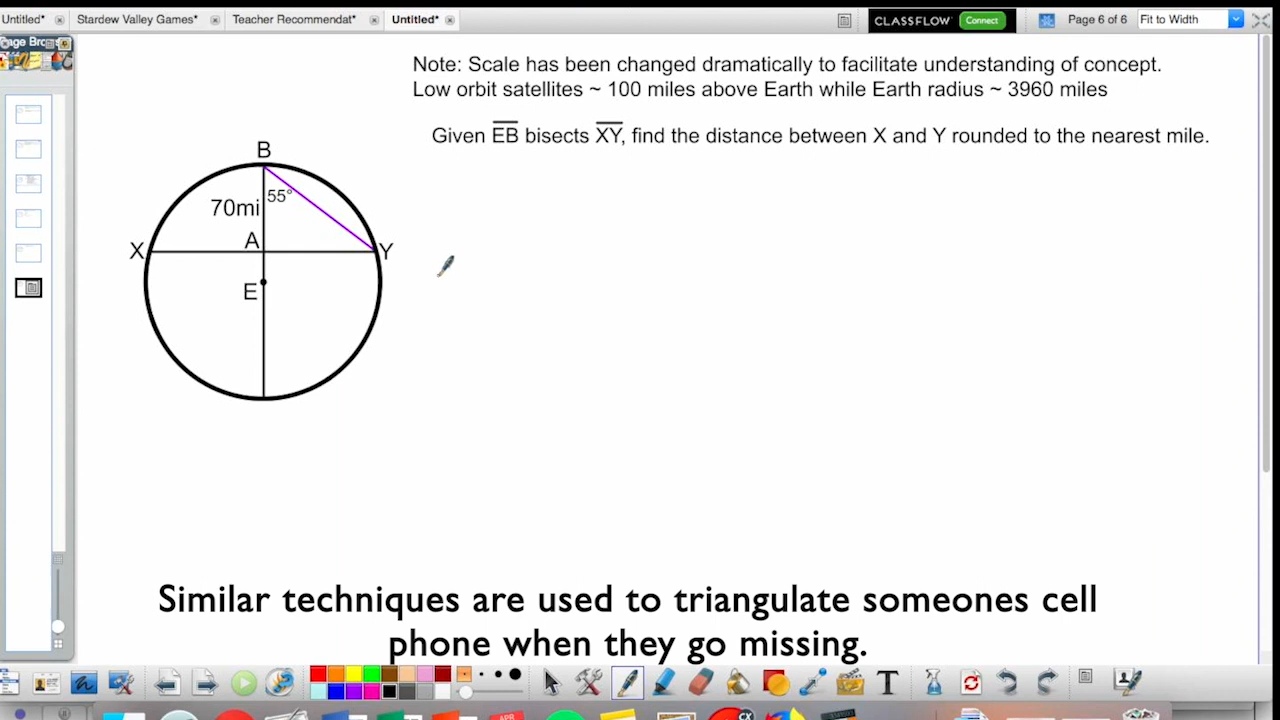 Untitled*
Stardew Valley Games*
Teacher Recommendat*
Untitled*
CLASSFLOW Connect
Page 6 of 6
Fit to Width
Note: Scale has been changed dramatically to facilitate understanding of concept.
Low orbit satellites ~ 100 miles above Earth while Earth radius ~ 3960 miles
Given EB bisects XY, find the distance between X and Y rounded to the nearest mile.
B
55°
70mi
X
A
Y
E
Similar techniques are used to triangulate someones cell
phone when they go missing.
T